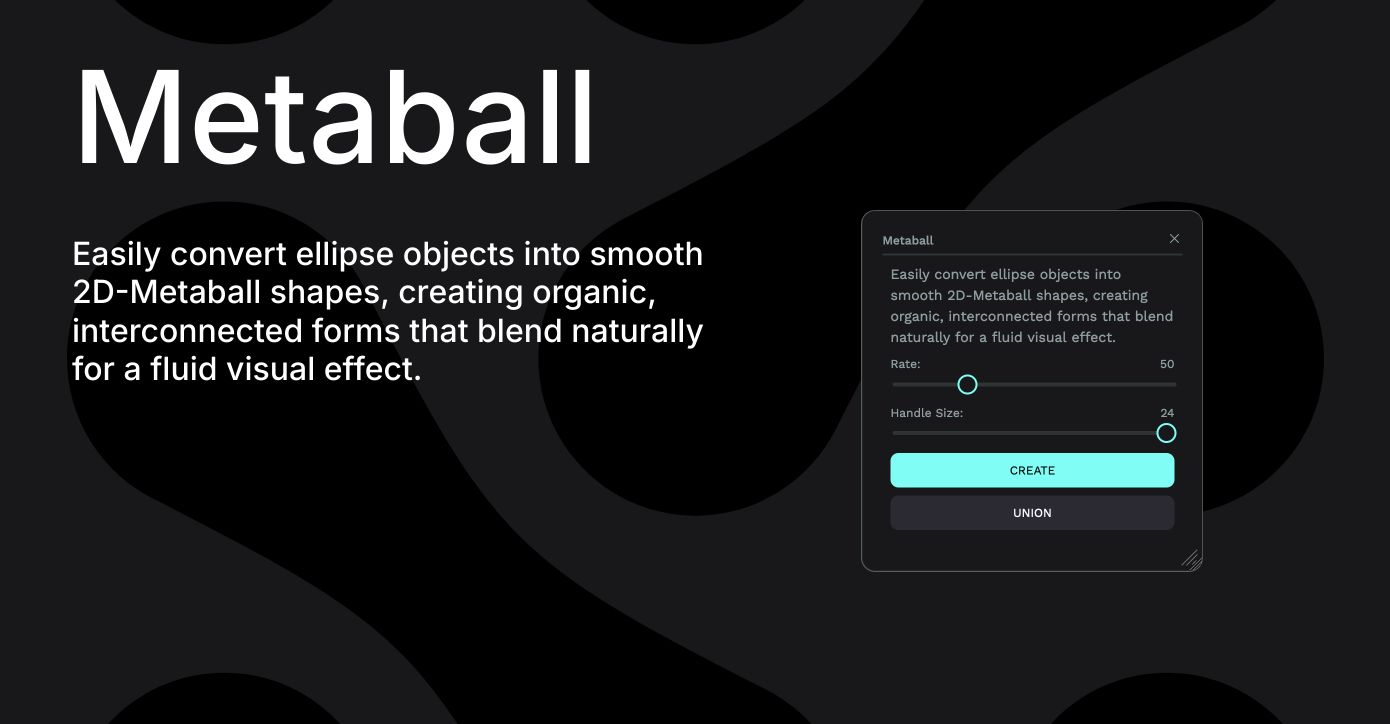 Metaball
Easily convert ellipse objects into smooth
2D-Metaball shapes, creating organic,
interconnected forms that blend naturally
for a fluid visual effect.
Metaball
Easily convert ellipse objects into
smooth 2D-Metaball shapes, creating
organic, interconnected forms that blend
naturally for a fluid visual effect.
Rate: 50
Handle Size: 24
CREATE
UNION